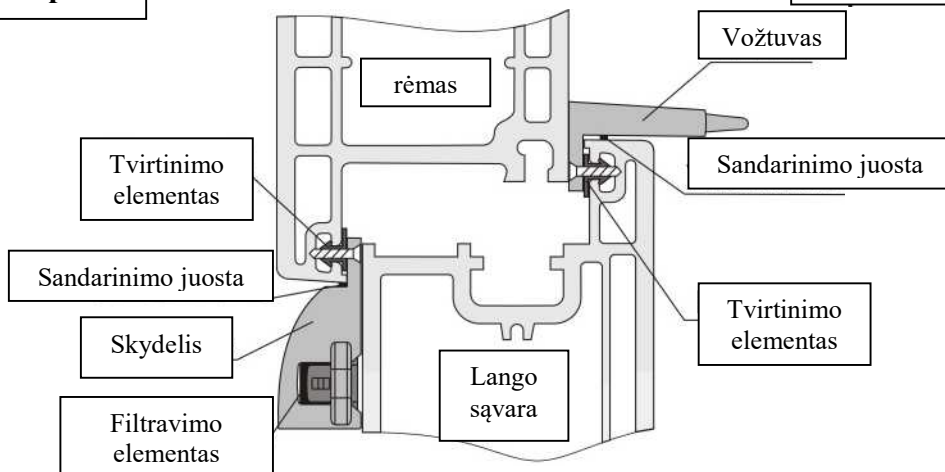 Vožtuvas
rėmas
Tvirtinimo
elementas
Sandarinimo juosta
Sandarinimo juosta
Skydelis
Tvirtinimo
elementas
Lango
sąvara
Filtravimo
elementas